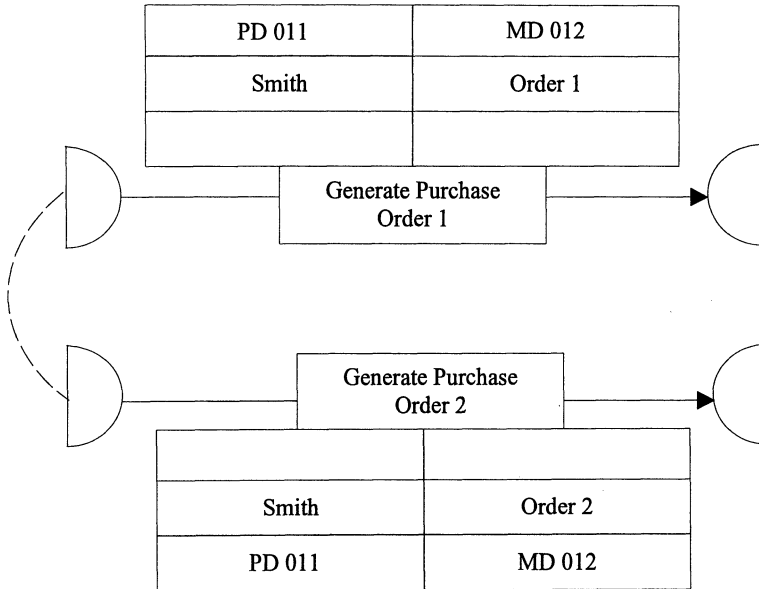 PD 011 MD 012
Smith Order 1
Generate Purchase
Order 1
Generate Purchase
Order 2
Smith Order 2
PD 011 MD 012